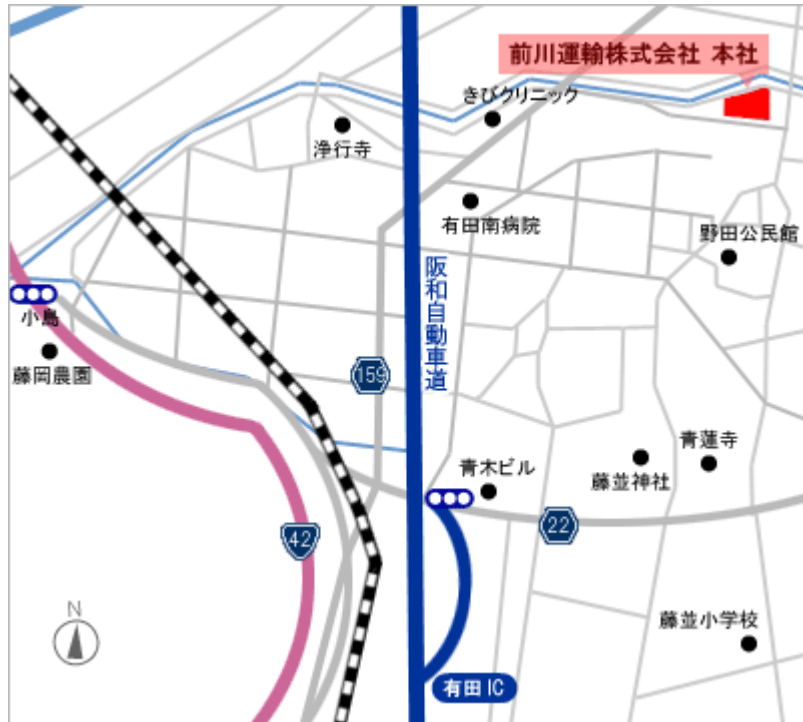 前川運輸株式会社 本社
きびクリニック
浄行寺
有田南病院
野田公民館
阪和自動車道
小島
藤岡農園
159
青蓮寺
青木ビル
藤並神社
22
42
N
藤並小学校
有田IC